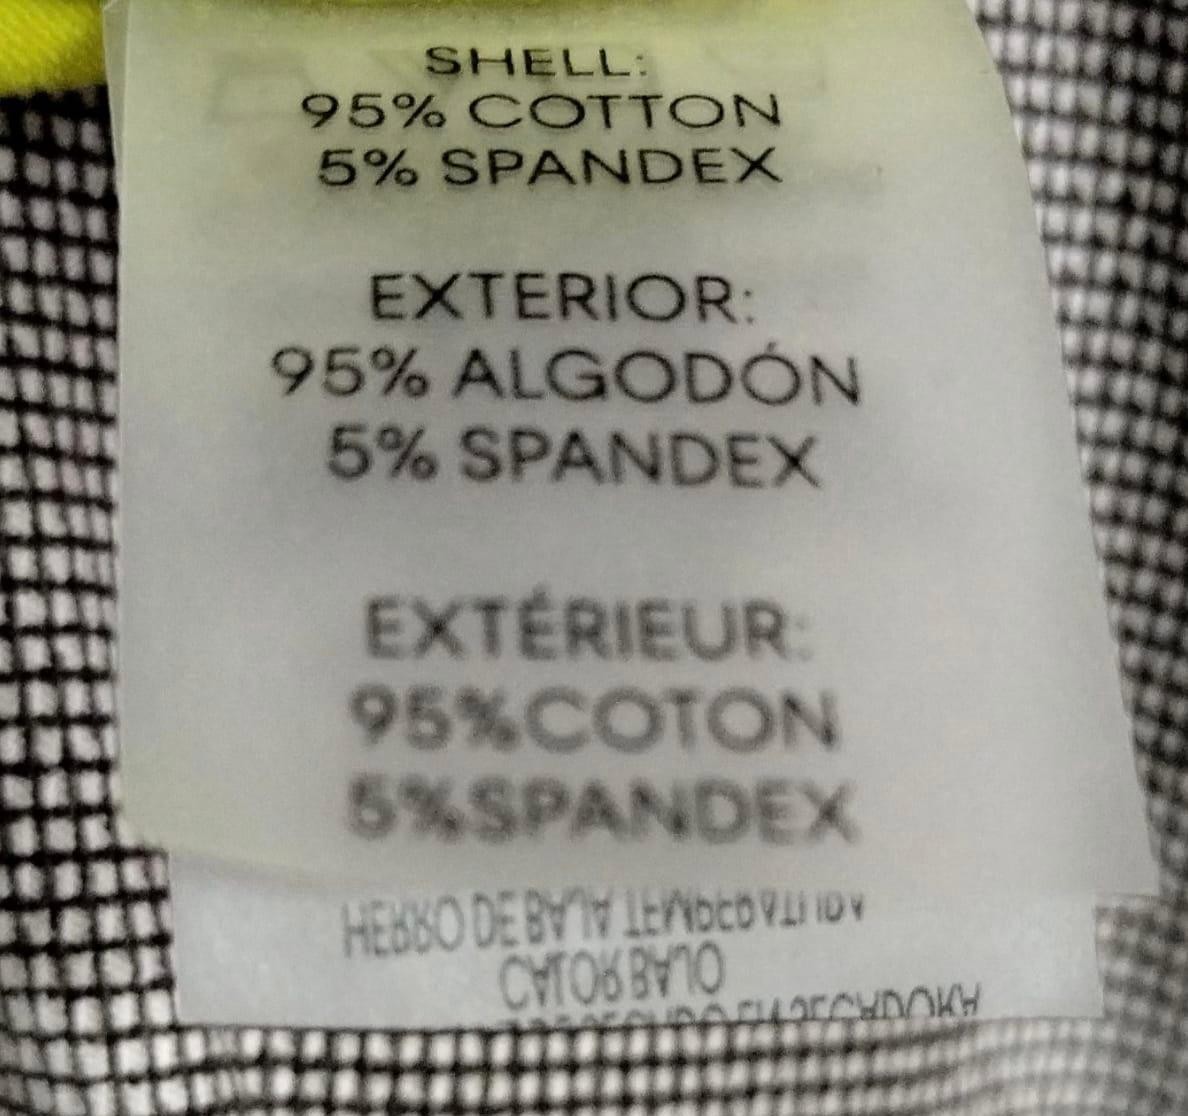 SHELL:
95% COTTON
5% SPANDEX
EXTERIOR:
95% ALGODÓN
5% SPANDEX
EXTÉRIEUR:
95%COTON
5%SPANDEX